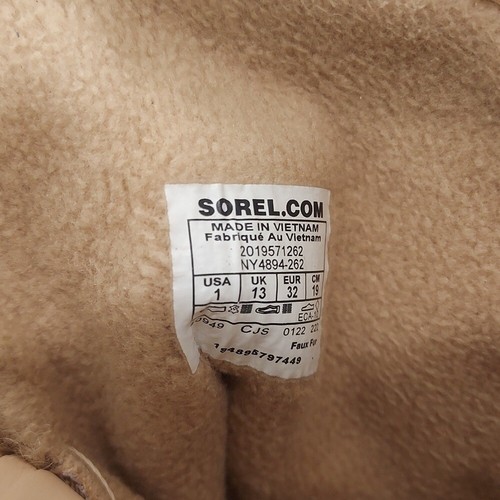 SOREL.COM
MADE IN VIETNAM
Fabriqué Au Vietnam
2019571262
NY4894-262
USA UK EUR CM
1 13 32 19
CJS 0122
Faux Fur